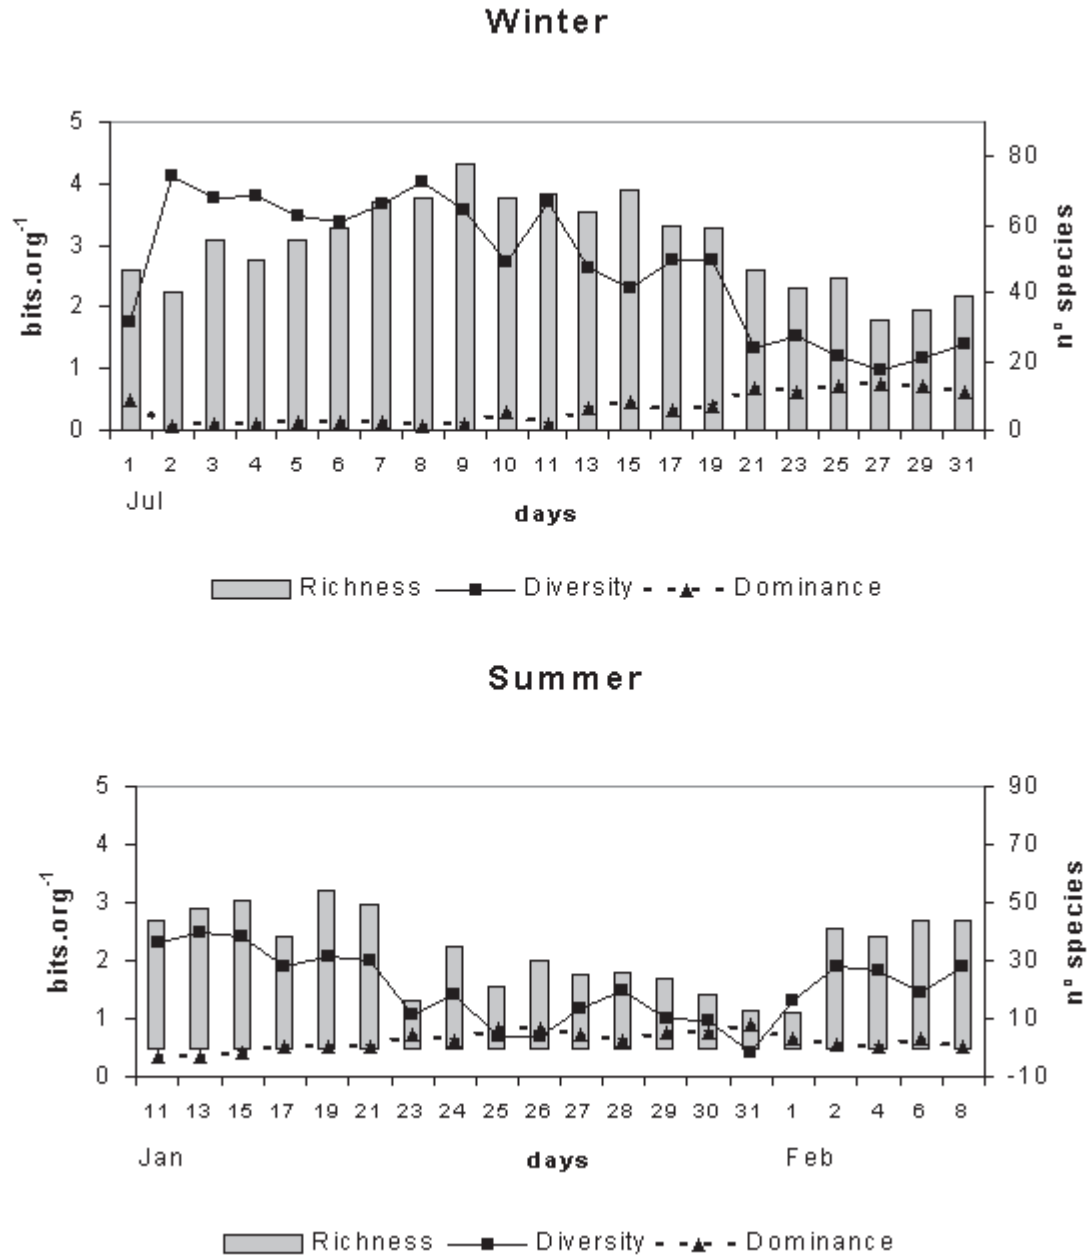 Winter
5
4
3
2
1
0
bits.org-1
80
60
40
20
0
nº species
1 2 3 4 5 6 7 8 9 10 11 13 15 17 19 21 23 25 27 29 31
Jul
days
Richness Diversity Dominance
Summer
5
4
3
2
1
0
bits.org-1
90
70
50
30
10
-10
nº species
11 13 15 17 19 21 23 24 25 26 27 28 29 30 31 1 2 4 6 8
Jan days Feb
Richness Diversity Dominance